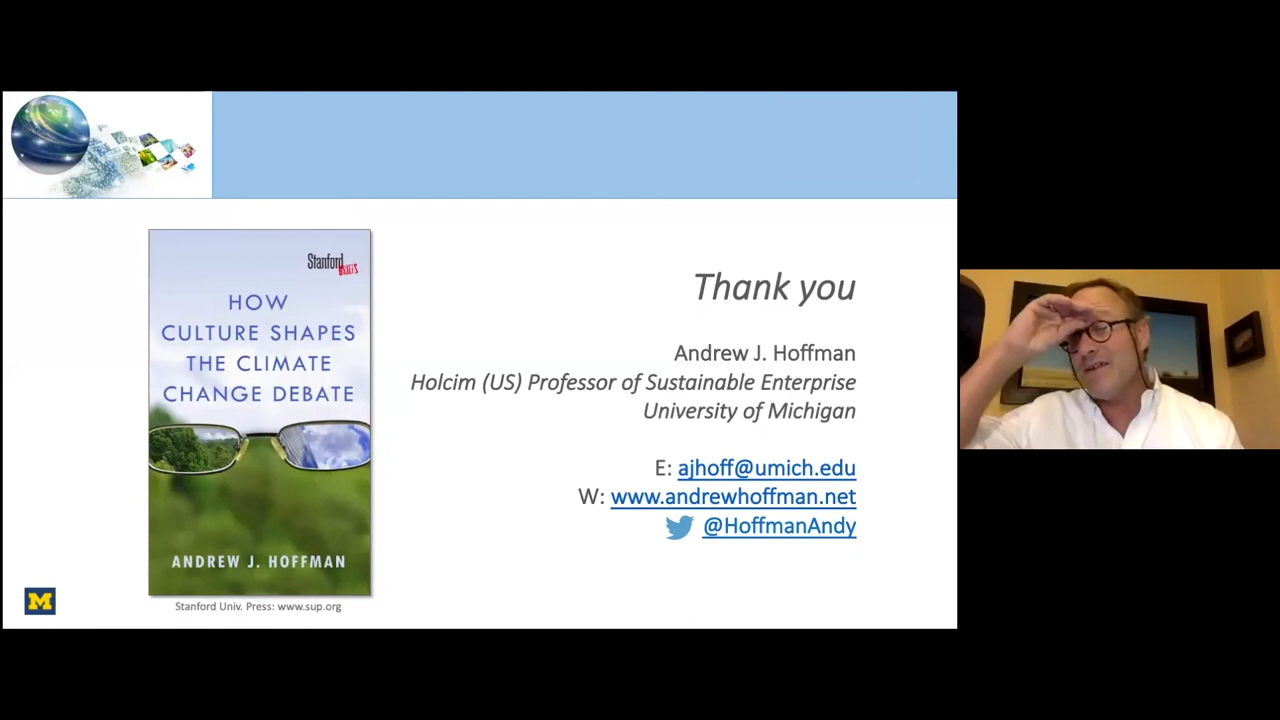 Stanford
BRIEFS
HOW
CULTURE SHAPES
THE CLIMATE
CHANGE DEBATE
ANDREW J. HOFFMAN
Stanford Univ. Press: www.sup.org
M
Thank you
Andrew J. Hoffman
Holcim (US) Professor of Sustainable Enterprise
University of Michigan
E: ajhoff@umich.edu
W: www.andrewhoffman.net
@HoffmanAndy